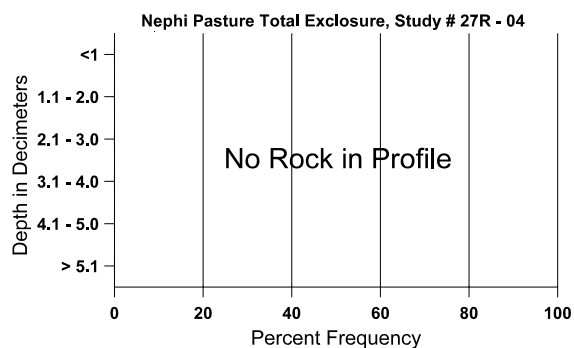 Nephi Pasture Total Exclosure, Study # 27R - 04
Depth in Decimeters
<1
1.1 - 2.0
2.1 - 3.0
3.1 - 4.0
4.1 - 5.0
> 5.1
No Rock in Profile
0 20 40 60 80 100
Percent Frequency